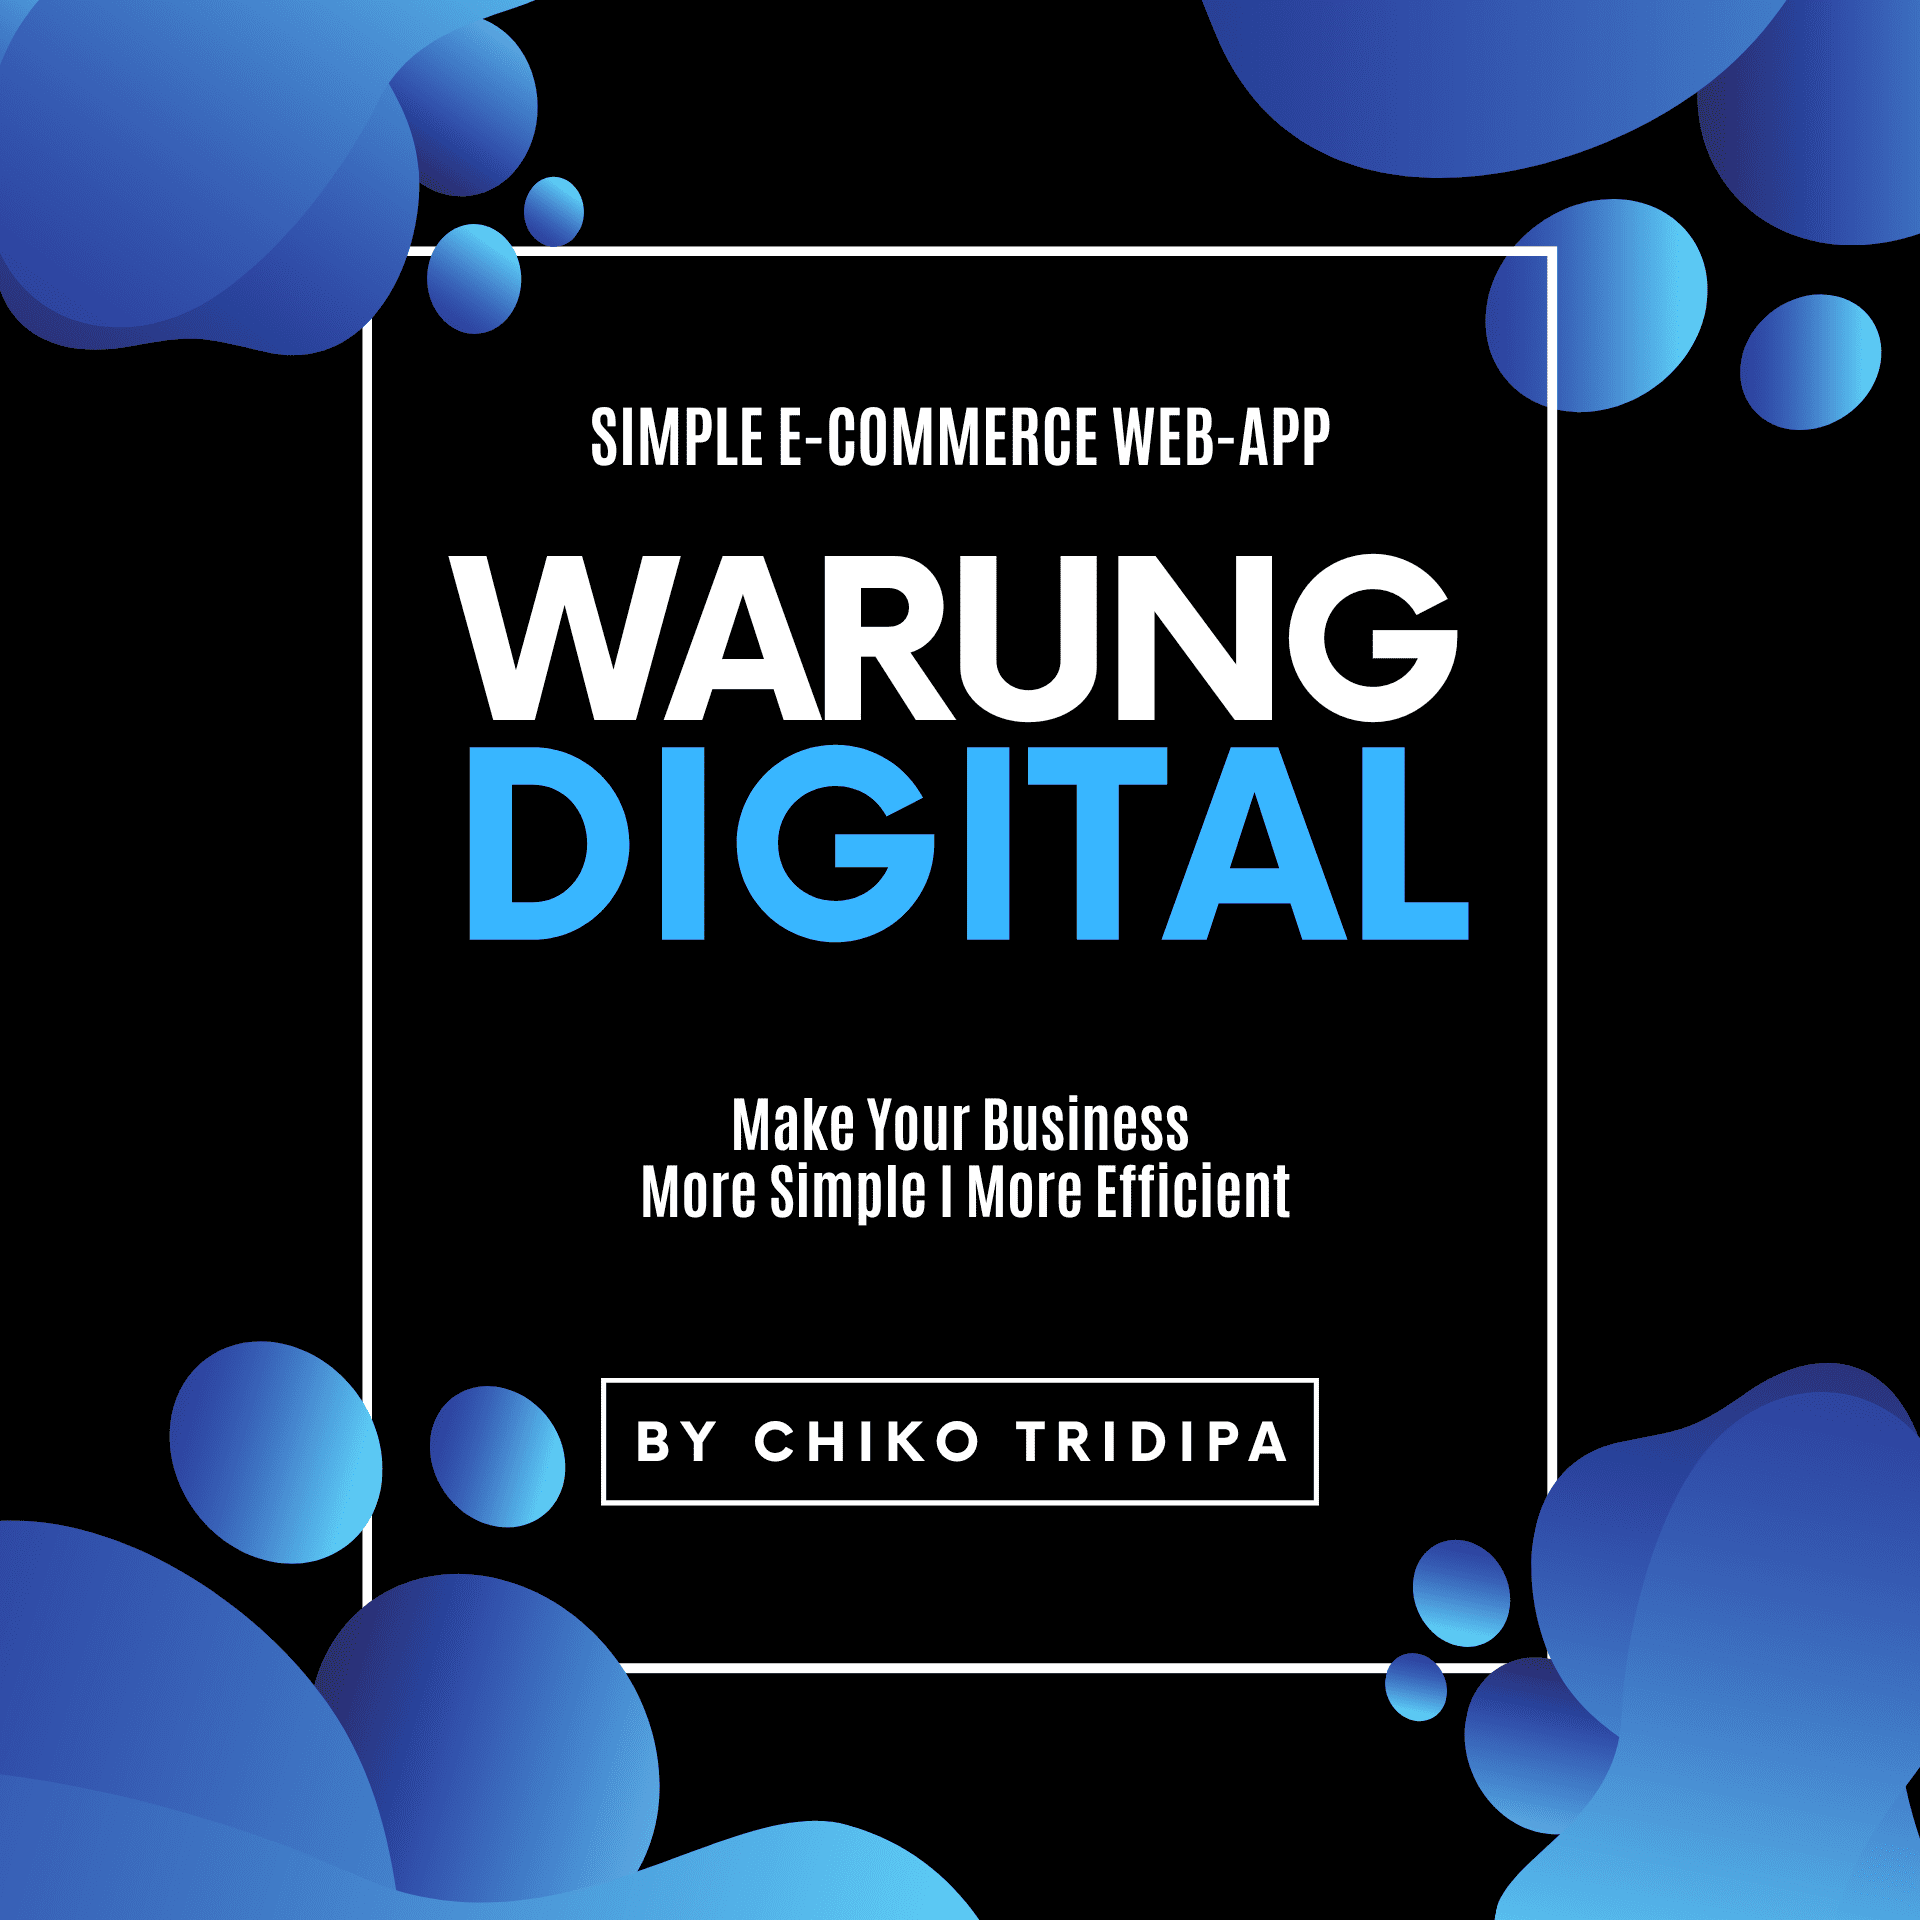 SIMPLE E-COMMERCE WEB-APP
WARUNG
DIGITAL
Make Your Business
More Simple | More Efficient
BY CHIKO TRIDIPA